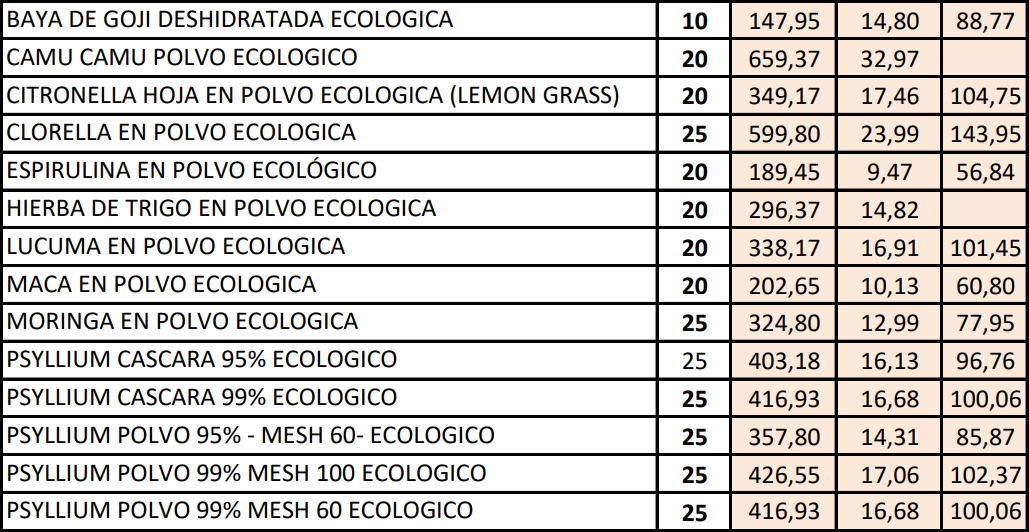 BAYA DE GOJI DESHIDRATADA ECOLOGICA 10 147,95 14,80 88,77
CAMU CAMU POLVO ECOLOGICO 20 659,37 32,97
CITRONELLA HOJA EN POLVO ECOLOGICA (LEMON GRASS) 20 349,17 17,46 104,75
CLORELLA EN POLVO ECOLOGICA 25 599,80 23,99 143,95
ESPIRULINA EN POLVO ECOLÓGICO 20 189,45 9,47 56,84
HIERBA DE TRIGO EN POLVO ECOLOGICA 20 296,37 14,82
LUCUMA EN POLVO ECOLOGICA 20 338,17 16,91 101,45
MACA EN POLVO ECOLOGICA 20 202,65 10,13 60,80
MORINGA EN POLVO ECOLOGICA 25 324,80 12,99 77,95
PSYLLIUM CASCARA 95% ECOLOGICO 25 403,18 16,13 96,76
PSYLLIUM CASCARA 99% ECOLOGICO 25 416,93 16,68 100,06
PSYLLIUM POLVO 95% - MESH 60- ECOLOGICO 25 357,80 14,31 85,87
PSYLLIUM POLVO 99% MESH 100 ECOLOGICO 25 426,55 17,06 102,37
PSYLLIUM POLVO 99% MESH 60 ECOLOGICO 25 416,93 16,68 100,06